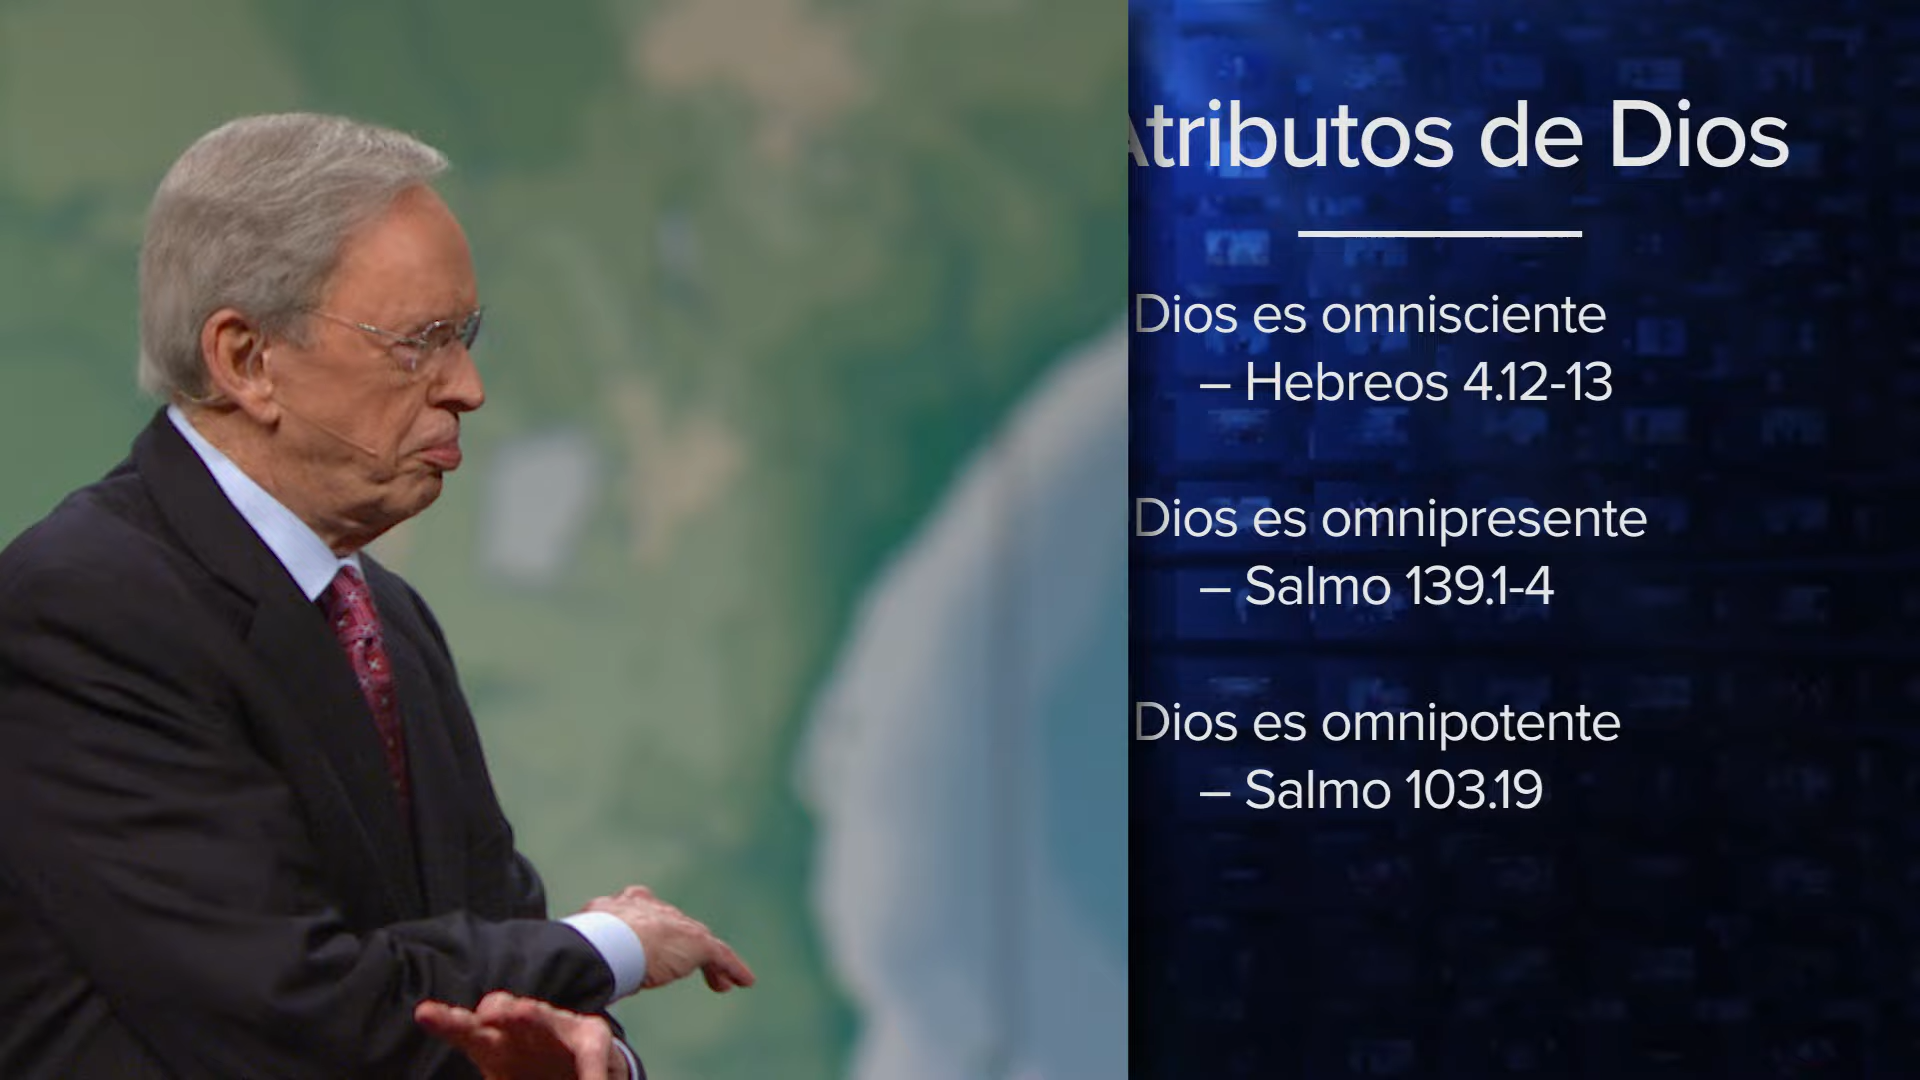 Atributos de Dios
Dios es omnisciente
– Hebreos 4.12-13
Dios es omnipresente
– Salmo 139.1-4
Dios es omnipotente
– Salmo 103.19